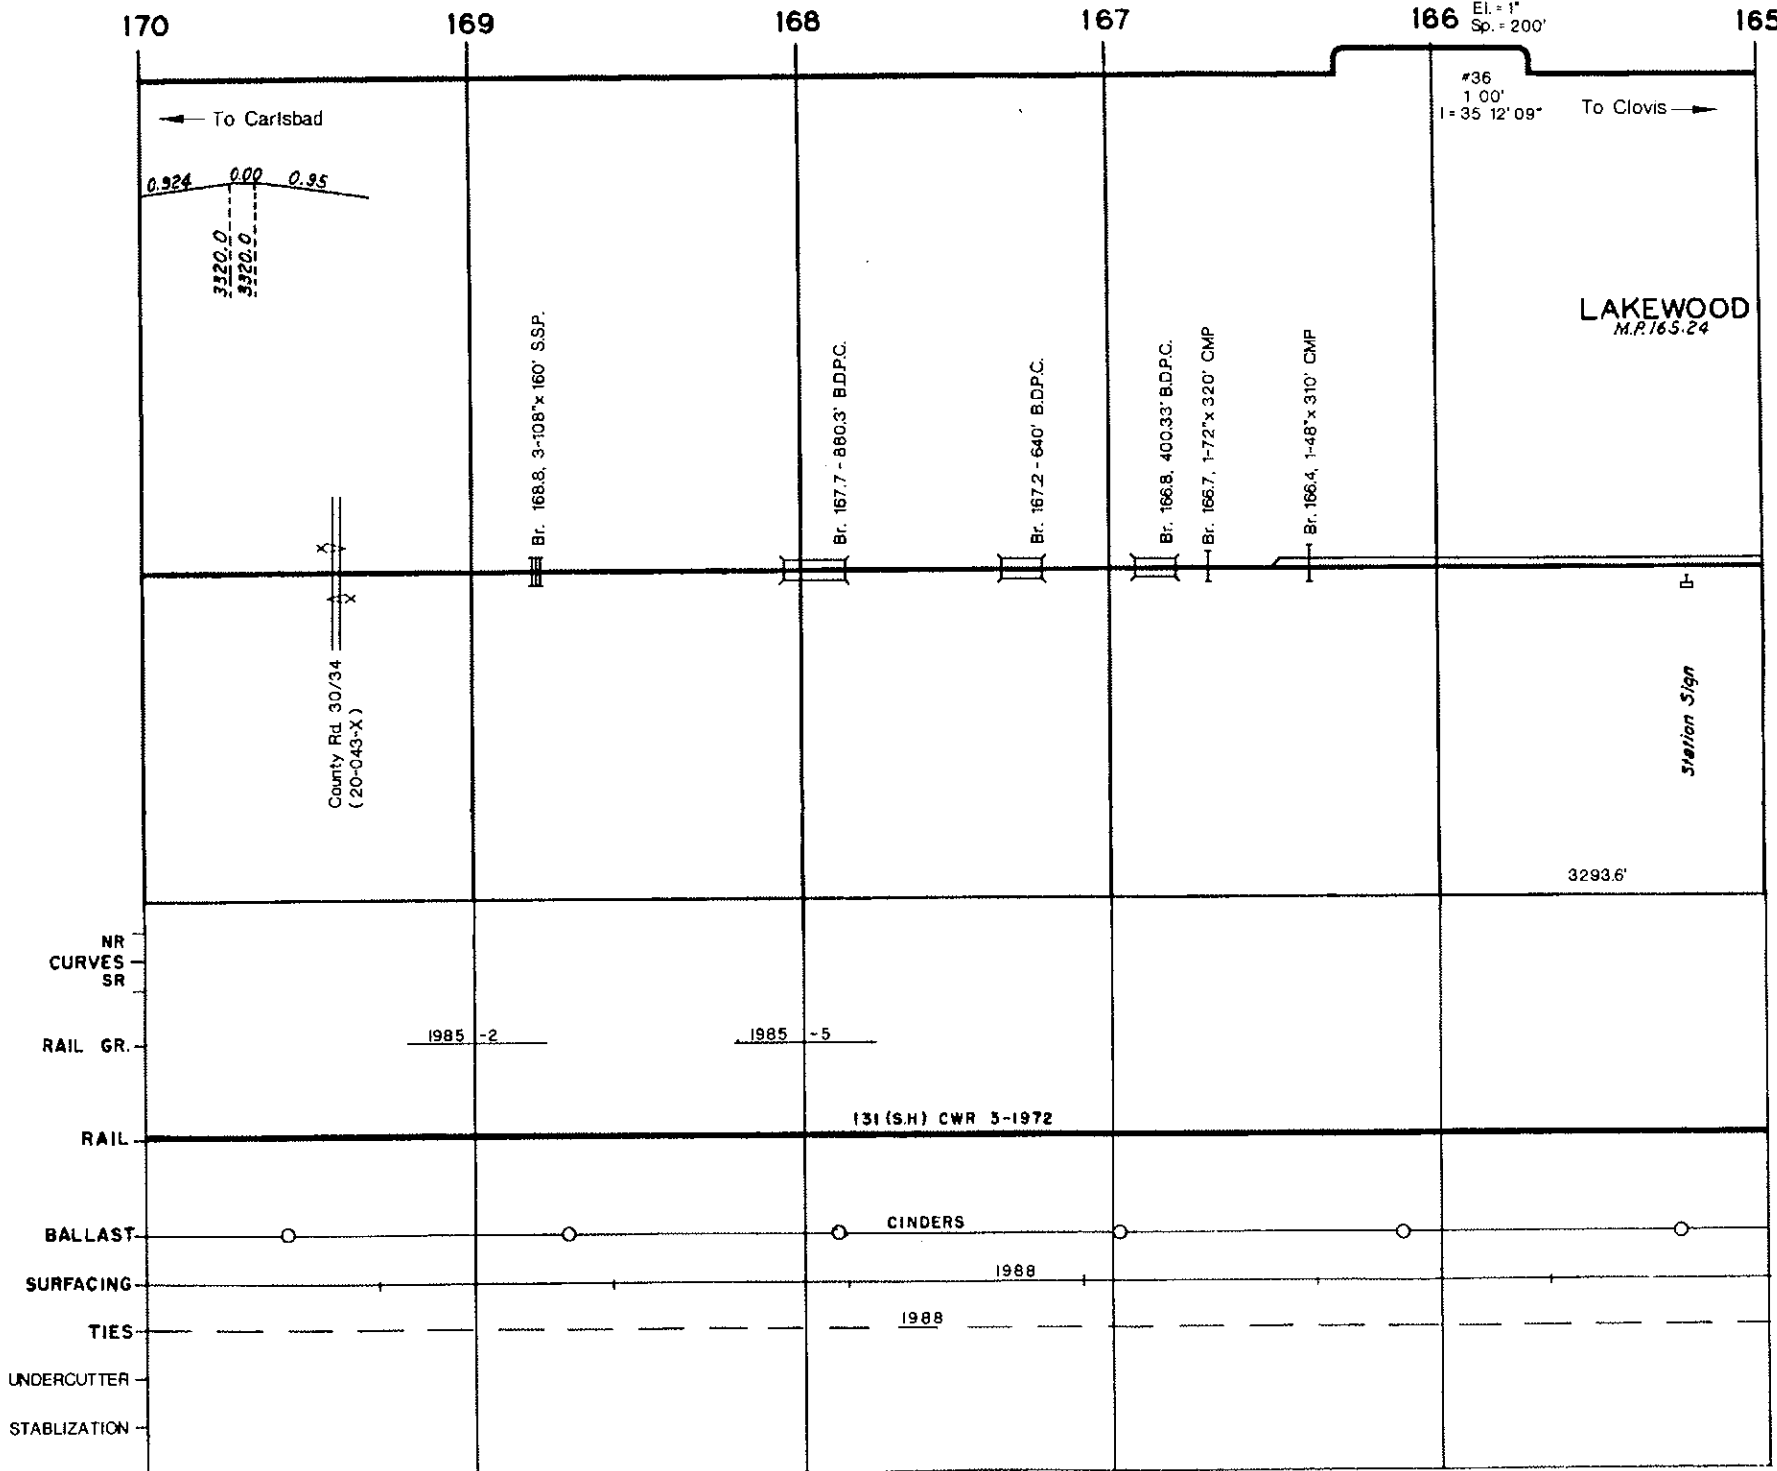 170
169
168
167
166
165
El. = 1"
Sp. = 200'
#36
1 00'
I = 35 12' 09"
To Carlsbad
To Clovis
0.924
0.00
0.95
3320.0
3320.0
LAKEWOOD
M.P. 165.24
Br. 168.8, 3-108" x 160' S.S.P.
Br. 167.7 - 880.3' B.D.P.C.
Br. 167.2 - 640' B.D.P.C.
Br. 166.8, 400.33' B.D.P.C.
Br. 166.7, 1-72" x 320' CMP
Br. 166.4, 1-48" x 310' CMP
X
X
County Rd. 30/34
(20-043-X)
Station Sign
3293.6'
NR
CURVES
SR
RAIL GR.
1985 -2
1985 -5
RAIL
131 (S.H) CWR 3-1972
BALLAST
CINDERS
SURFACING
1988
TIES
1988
UNDERCUTTER
STABLIZATION